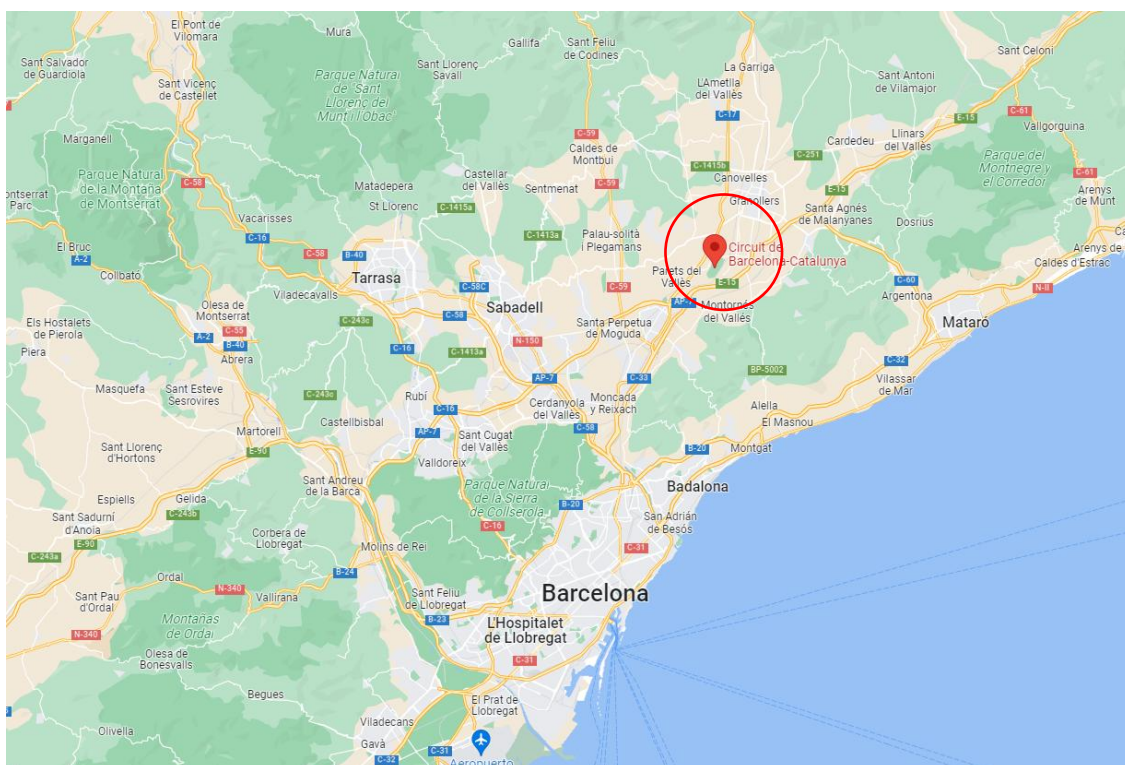 El Pont de
Vilomara
Mura
Gallifa
Sant Feliu
de Codines
Sant Celoni
Sant Salvador
de Guardiola
Sant Vicenç
de Castellet
Parque Natural
de Sant
Llorenç del
Munt i l'Obac
Sant Llorenç
Savall
La Garriga
L'Ametlla
del Vallès
Sant Antoni
de Vilamajor
E-15
C-61
Vallgorguina
C-17
Marganell
C-59
Caldes de
Montbui
Cardedeu
Llinars
del Vallès
C-251
C-1415b
Parque del
Montnegre y
el Corredor
C-61
Parque Natural
de la Montaña
de Montserrat
C-58
Matadepera
Castellar
del Vallès
Sentmenat
C-59
Canovelles
E-15
Arenys
de Munt
ontserrat
Parc
St Llorenc
C-1415a
Granollers
Santa Agnés
de Malanyanes
Dosrius
Vacarisses
C-16
C-1413a
Palau-solità
i Plegamans
Circuit de
Barcelona-Catalunya
El Bruc
A-2
C-58
B-40
Arenys de
Caldes d'Estrac
Collbató
Tarrasa
Parets del
Vallès
E-15
C-60
N-II
Viladecavalls
C-58C
C-59
AP-7
Argentona
Olesa de
Montserrat
Sabadell
Montornés
del Vallès
Els Hostalets
de Pierola
C-55
C-243c
C-58
Santa Perpetua
de Moguda
Mataró
A-2
B-40
N-150
Piera
Abrera
C-16
C-1413a
C-32
BP-5002
AP-7
C-33
Vilassar
de Mar
Masquefa
Sant Esteve
Sesrovires
C-243c
Rubí
Cerdanyola
del Vallès
Moncada
y Reixach
Alella
C-16
C-58
El Masnou
Castellbisbal
Martorell
AP-7
Sant Cugat
del Vallès
B-20
Montgat
Sant Llorenç
d'Hortons
E-90
Valldoreix
Sant Andreu
de la Barca
Parque Natural
de la Sierra
de Collserola
Badalona
Espiells
Gelida
B-20
C-243b
Sant Sadurní
d'Anoia
C-16
San Adrián
de Besós
Corbera de
Llobregat
E-90
C-243a
Molins de Rei
C-31
Ordal
B-24
N-340
Vallirana
Sant Pau
d'Ordal
Sant Feliu
de Llobregat
Barcelona
Montañas
de Ordal
B-23
L'Hospitalet
de Llobregat
N-340
Olesa de
Bonesvalls
C-31
Begues
El Prat de
Llobregat
Viladecans
Olivella
Gavà
C-31
C-32
Aeropuerto